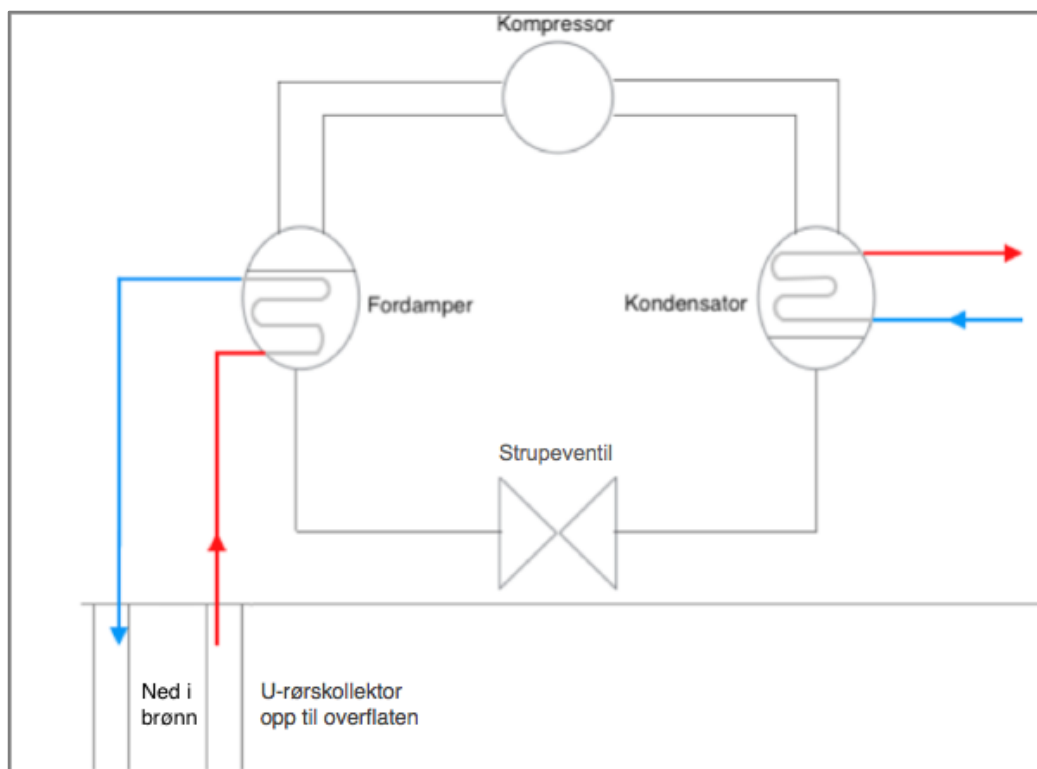 Kompressor
Fordamper
Kondensator
Strupeventil
Ned i
brønn
U-rørskollektor
opp til overflaten